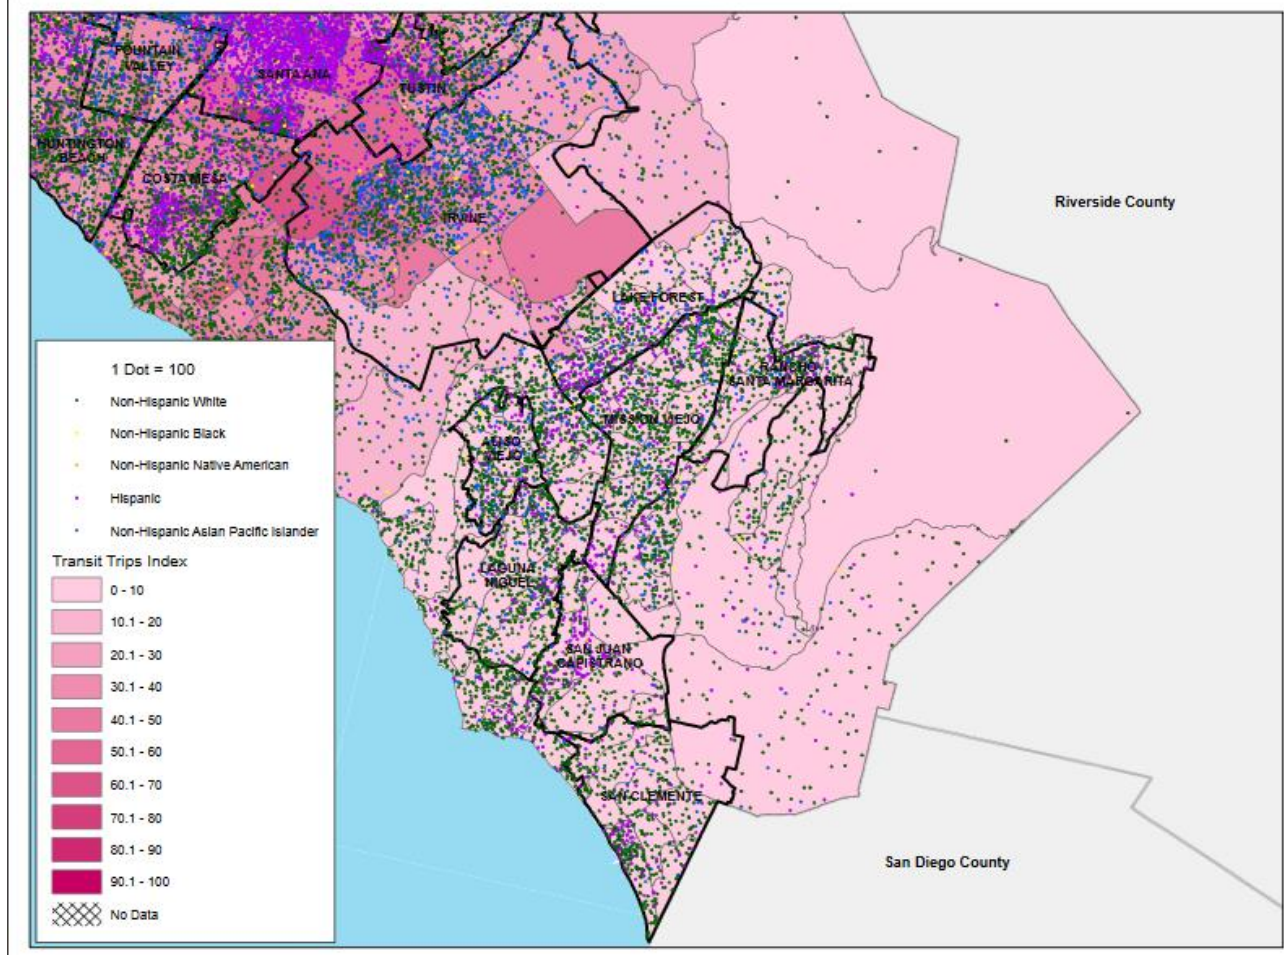 FOUNTAIN
VALLEY
SANTA ANA
TUSTIN
HUNTINGTON
BEACH
COSTA MESA
IRVINE
Riverside County
LAKE FOREST
RANCHO
SANTA MARGARITA
MISSION VIEJO
ALISO
VIEJO
LAGUNA
NIGUEL
SAN JUAN
CAPISTRANO
SAN CLEMENTE
San Diego County
1 Dot = 100
Non-Hispanic White
Non-Hispanic Black
Non-Hispanic Native American
Hispanic
Non-Hispanic Asian Pacific Islander
Transit Trips Index
0 - 10
10.1 - 20
20.1 - 30
30.1 - 40
40.1 - 50
50.1 - 60
60.1 - 70
70.1 - 80
80.1 - 90
90.1 - 100
No Data